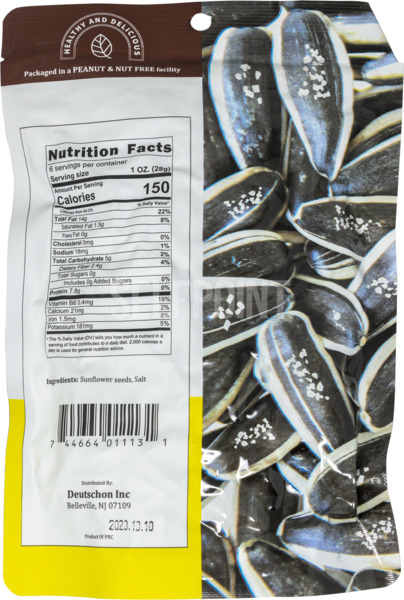 HEALTHY AND DELICIOUS
Packaged in a PEANUT & NUT FREE facility
Nutrition Facts
6 servings per container
Serving size 1 OZ. (28g)
Amount Per Serving
Calories 150
% Daily Value*
22%
Total Fat 14g 8%
Saturated Fat 1.5g
Trans Fat 0g 0%
Cholesterol 0mg 1%
Sodium 16mg 2%
Total Carbohydrate 5g 4%
Dietary Fiber 2.4g
Total Sugars 0g
Includes 0g Added Sugars 0%
Protein 7.8g 0%
Vitamin B6 0.4mg 19%
Calcium 21mg 2%
Iron 1.5mg 8%
Potassium 181mg 5%
* The % Daily Value (DV) tells you how much a nutrient in a
serving of food contributes to a daily diet. 2,000 calories a
day is used for general nutrition advice.
Ingredients: Sunflower seeds, Salt
7 44664 01113 1
Distributed By:
Deutschon Inc
Belleville, NJ 07109
2023.10.10
Product Of PRC